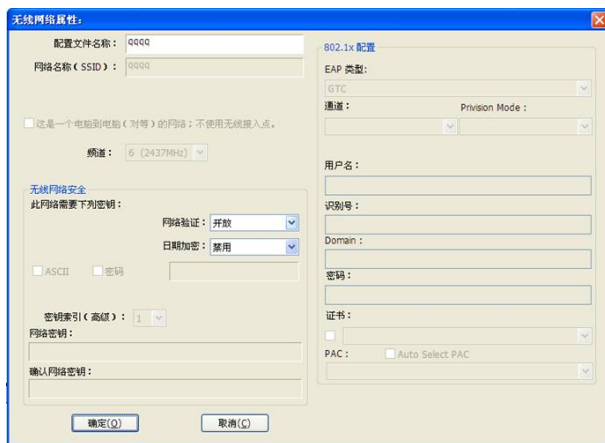 无线网络属性:
配置文件名称: qqqq
网络名称(SSID): qqqq
这是一个电脑到电脑(对等)的网络;不使用无线接入点。
频道: 6 (2437MHz)
无线网络安全
此网络需要下列密钥:
网络验证: 开放
日期加密: 禁用
ASCII 密码
密钥索引(高级): 1
网络密钥:
确认网络密钥:
确定(O) 取消(C)
802.1x 配置
EAP 类型:
GTC
通道: Privision Mode :
用户名:
识别号:
Domain :
密码:
证书:
PAC: Auto Select PAC